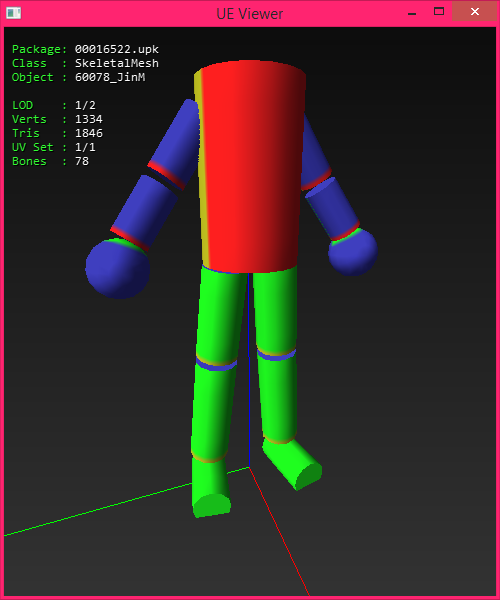 UE Viewer
Package: 00016522.upk
Class  : SkeletalMesh
Object : 60078_JinM
LOD    : 1/2
Verts  : 1334
Tris   : 1846
UV Set : 1/1
Bones  : 78